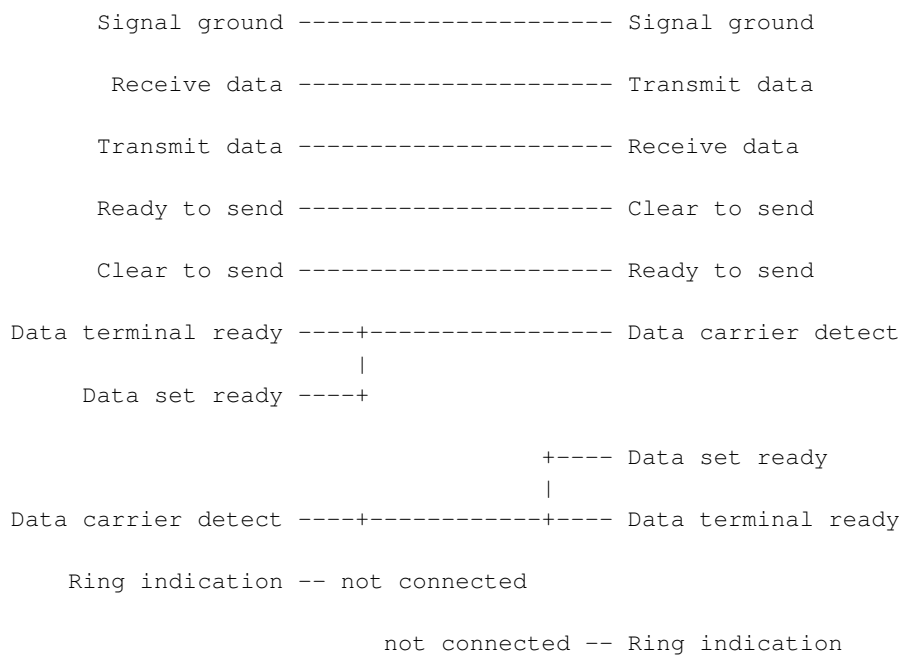 Signal ground ---------------------- Signal ground
Receive data ---------------------- Transmit data
Transmit data ---------------------- Receive data
Ready to send ---------------------- Clear to send
Clear to send ---------------------- Ready to send
Data terminal ready ----+----------------- Data carrier detect
|
Data set ready ----+
+---- Data set ready
|
Data carrier detect ----+------------+---- Data terminal ready
Ring indication -- not connected
not connected -- Ring indication